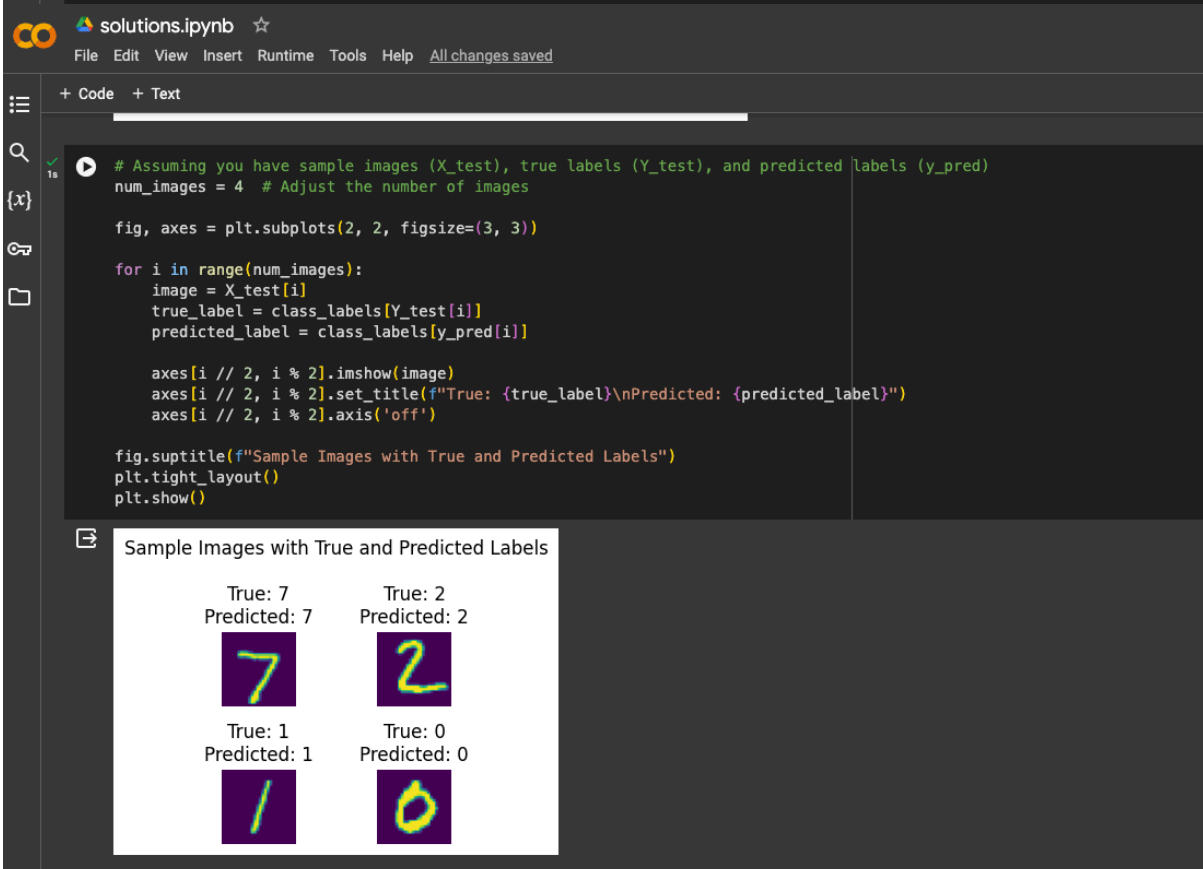 solutions.ipynb
File Edit View Insert Runtime Tools Help All changes saved
+ Code + Text
{x}
1s
# Assuming you have sample images (X_test), true labels (Y_test), and predicted labels (y_pred)
num_images = 4  # Adjust the number of images
fig, axes = plt.subplots(2, 2, figsize=(3, 3))
for i in range(num_images):
    image = X_test[i]
    true_label = class_labels[Y_test[i]]
    predicted_label = class_labels[y_pred[i]]
    axes[i // 2, i % 2].imshow(image)
    axes[i // 2, i % 2].set_title(f"True: {true_label}\nPredicted: {predicted_label}")
    axes[i // 2, i % 2].axis('off')
fig.suptitle(f"Sample Images with True and Predicted Labels")
plt.tight_layout()
plt.show()
Sample Images with True and Predicted Labels
True: 7 True: 2
Predicted: 7 Predicted: 2
7 2
True: 1 True: 0
Predicted: 1 Predicted: 0
1 0